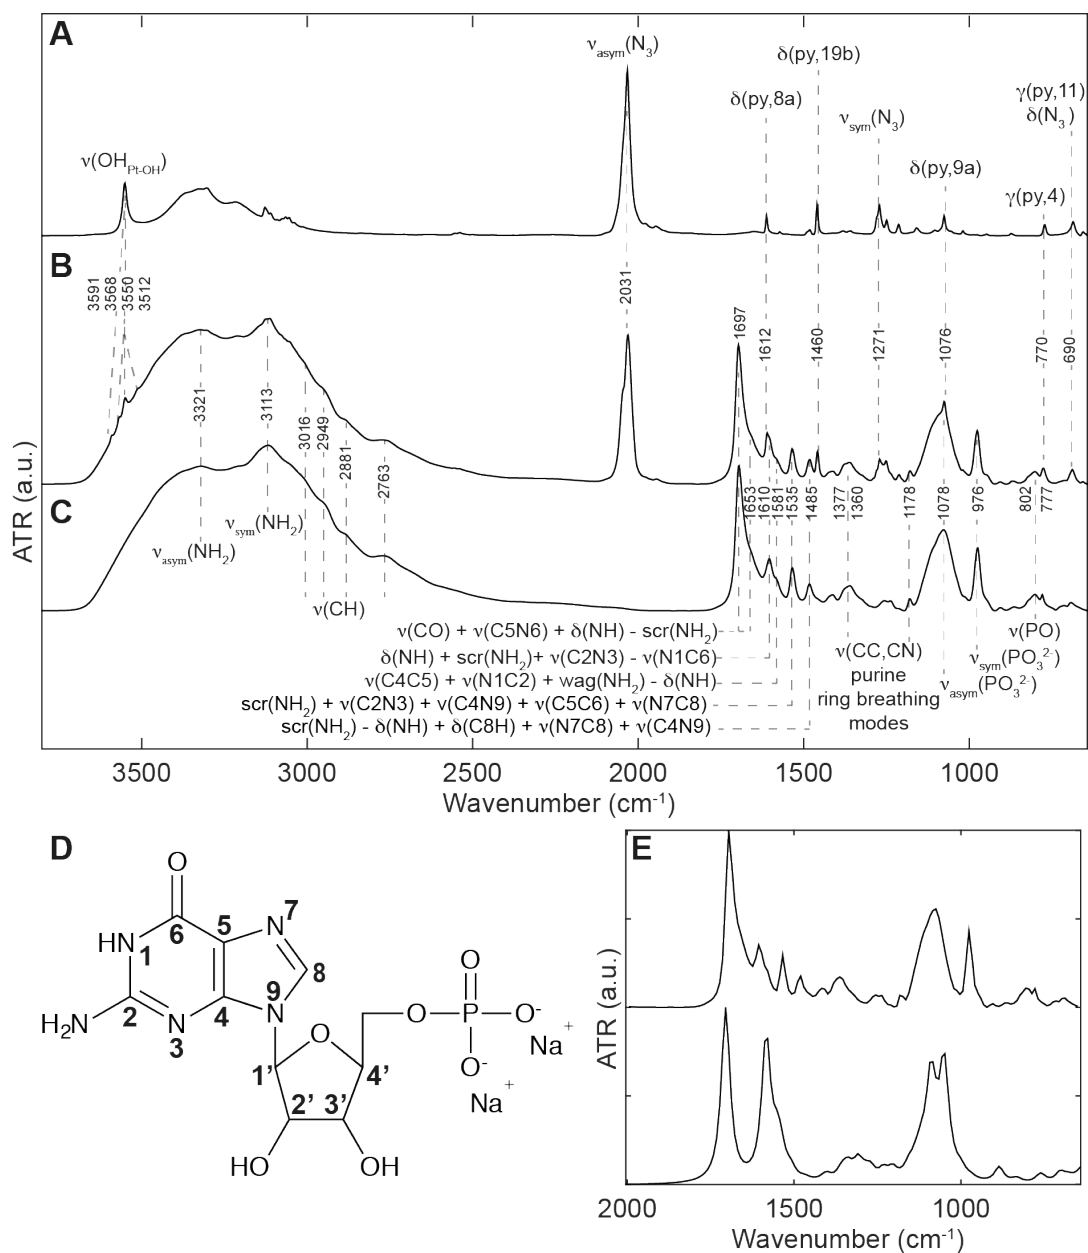 A
νasym(N3)
δ(py,19b)
δ(py,8a)
γ(py,11)
δ(N3)
νsym(N3)
ν(OHPt-OH)
δ(py,9a)
γ(py,4)
B
3591
3568
3550
3512
2031
1697
1612
1460
1271
1076
770
690
3321
3113
3016
2949
2881
2763
C
1653
1610
1581
1535
1485
1377
1360
1178
1078
976
802
777
νasym(NH2)
νsym(NH2)
ν(CH)
ν(CO) + ν(C5N6) + δ(NH) - scr(NH2)
δ(NH) + scr(NH2)+ ν(C2N3) - ν(N1C6)
ν(C4C5) + ν(N1C2) + wag(NH2) - δ(NH)
scr(NH2) + ν(C2N3) + ν(C4N9) + ν(C5C6) + ν(N7C8)
scr(NH2) - δ(NH) + δ(C8H) + ν(N7C8) + ν(C4N9)
ν(CC,CN)
purine
ring breathing
modes
ν(PO)
νsym(PO3 2-)
νasym(PO3 2-)
ATR (a.u.)
3500 3000 2500 2000 1500 1000
Wavenumber (cm-1)
D
O
HN
1
6
5
N
7
8
9
N
H2N
2
N
3
4
O
1'
2'
3'
4'
HO
OH
O
O
P
O-
O-
Na+
Na+
E
ATR (a.u.)
2000 1500 1000
Wavenumber (cm-1)